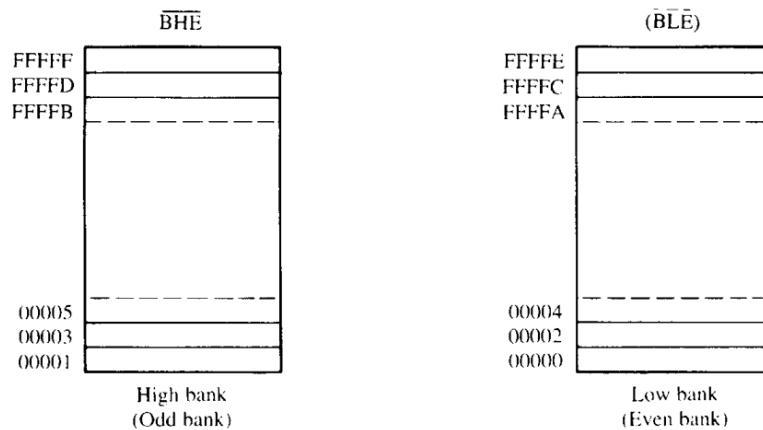 BHE
FFFFF
FFFFD
FFFFB
00005
00003
00001
High bank
(Odd bank)
(BLE)
FFFFE
FFFFC
FFFFA
00004
00002
00000
Low bank
(Even bank)